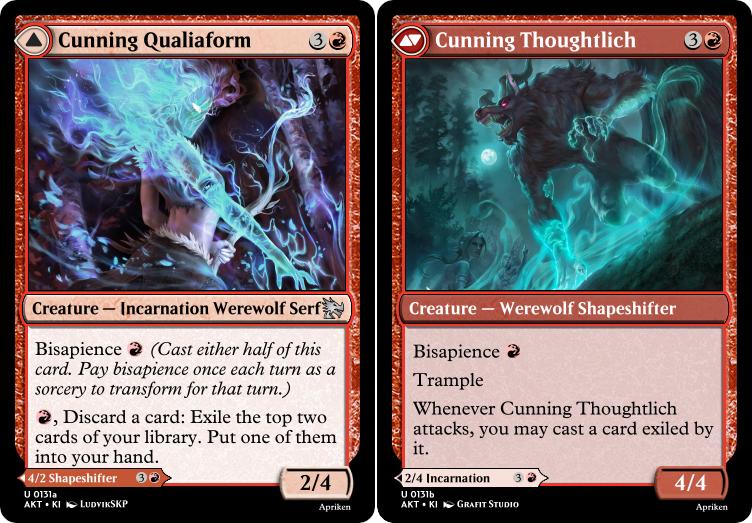 Cunning Qualiaform 3
Creature — Incarnation Werewolf Serf
Bisapience (Cast either half of this
card. Pay bisapience once each turn as a
sorcery to transform for that turn.)
, Discard a card: Exile the top two
cards of your library. Put one of them
into your hand.
4/2 Shapeshifter 3
2/4
U 0131a
AKT • KI LudvikSKP
Apriken
Cunning Thoughtlich 3
Creature — Werewolf Shapeshifter
Bisapience
Trample
Whenever Cunning Thoughtlich
attacks, you may cast a card exiled by
it.
2/4 Incarnation 3
4/4
U 0131b
AKT • KI Grafit Studio
Apriken